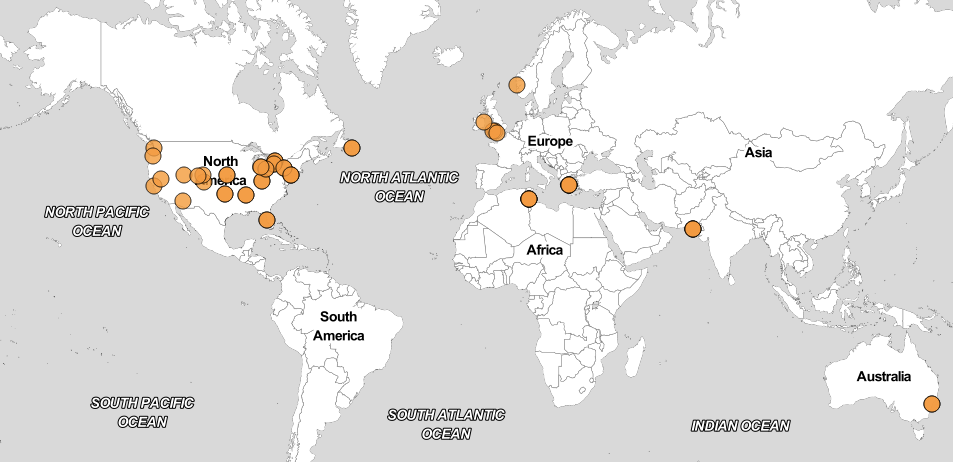 Europe
Asia
North
America
NORTH ATLANTIC
OCEAN
NORTH PACIFIC
OCEAN
Africa
South
America
Australia
SOUTH PACIFIC
OCEAN
SOUTH ATLANTIC
OCEAN
INDIAN OCEAN